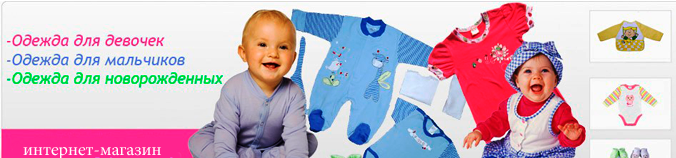 -Одежда для девочек
-Одежда для мальчиков
-Одежда для новорожденных
интернет-магазин